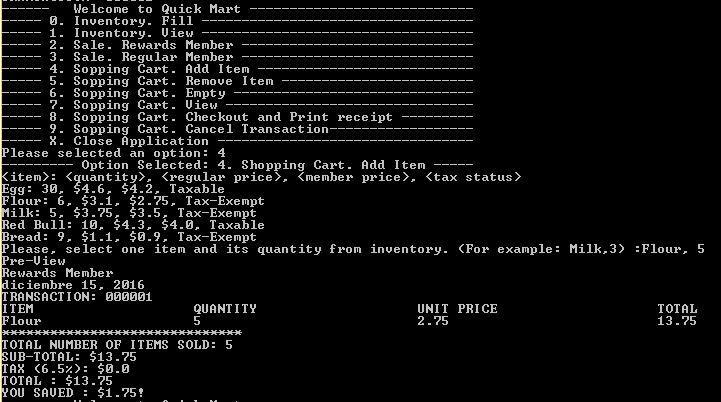 ----- Welcome to Quick Mart ----------------------------
----- 0. Inventory. Fill -------------------------------
----- 1. Inventory. View -------------------------------
----- 2. Sale. Rewards Member ------------------------------
----- 3. Sale. Regular Member ------------------------------
----- 4. Sopping Cart. Add Item ------------------------
----- 5. Sopping Cart. Remove Item ------------------------
----- 6. Sopping Cart. Empty ----------------------------
----- 7. Sopping Cart. View -------------------------------
----- 8. Sopping Cart. Checkout and Print receipt ---------
----- 9. Sopping Cart. Cancel Transaction------------------
----- X. Close Application --------------------------------
Please selected an option: 4
--------- Option Selected: 4. Shopping Cart. Add Item -----
<item>: <quantity>, <regular price>, <member price>, <tax status>
Egg: 30, $4.6, $4.2, Taxable
Flour: 6, $3.1, $2.75, Tax-Exempt
Milk: 5, $3.75, $3.5, Tax-Exempt
Red Bull: 10, $4.3, $4.0, Taxable
Bread: 9, $1.1, $0.9, Tax-Exempt
Please, select one item and its quantity from inventory. (For example: Milk,3) :Flour, 5
Pre-View
Rewards Member
diciembre 15, 2016
TRANSACTION: 000001
ITEM QUANTITY UNIT PRICE TOTAL
Flour 5 2.75 13.75
******************************
TOTAL NUMBER OF ITEMS SOLD: 5
SUB-TOTAL: $13.75
TAX (6.5%): $0.0
TOTAL : $13.75
YOU SAVED : $1.75!